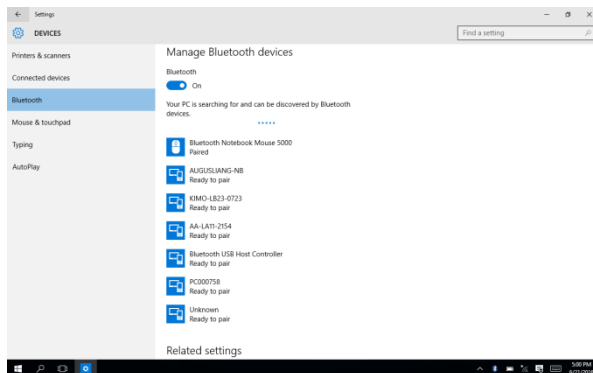 Settings
DEVICES
Find a setting
Printers & scanners
Connected devices
Bluetooth
Mouse & touchpad
Typing
AutoPlay
Manage Bluetooth devices
Bluetooth
On
Your PC is searching for and can be discovered by Bluetooth
devices.
Bluetooth Notebook Mouse 5000
Paired
AUGUSLIANG-NB
Ready to pair
KIMO-LB23-0723
Ready to pair
AA-LA11-2154
Ready to pair
Bluetooth USB Host Controller
Ready to pair
PC000758
Ready to pair
Unknown
Ready to pair
Related settings
5:00 PM